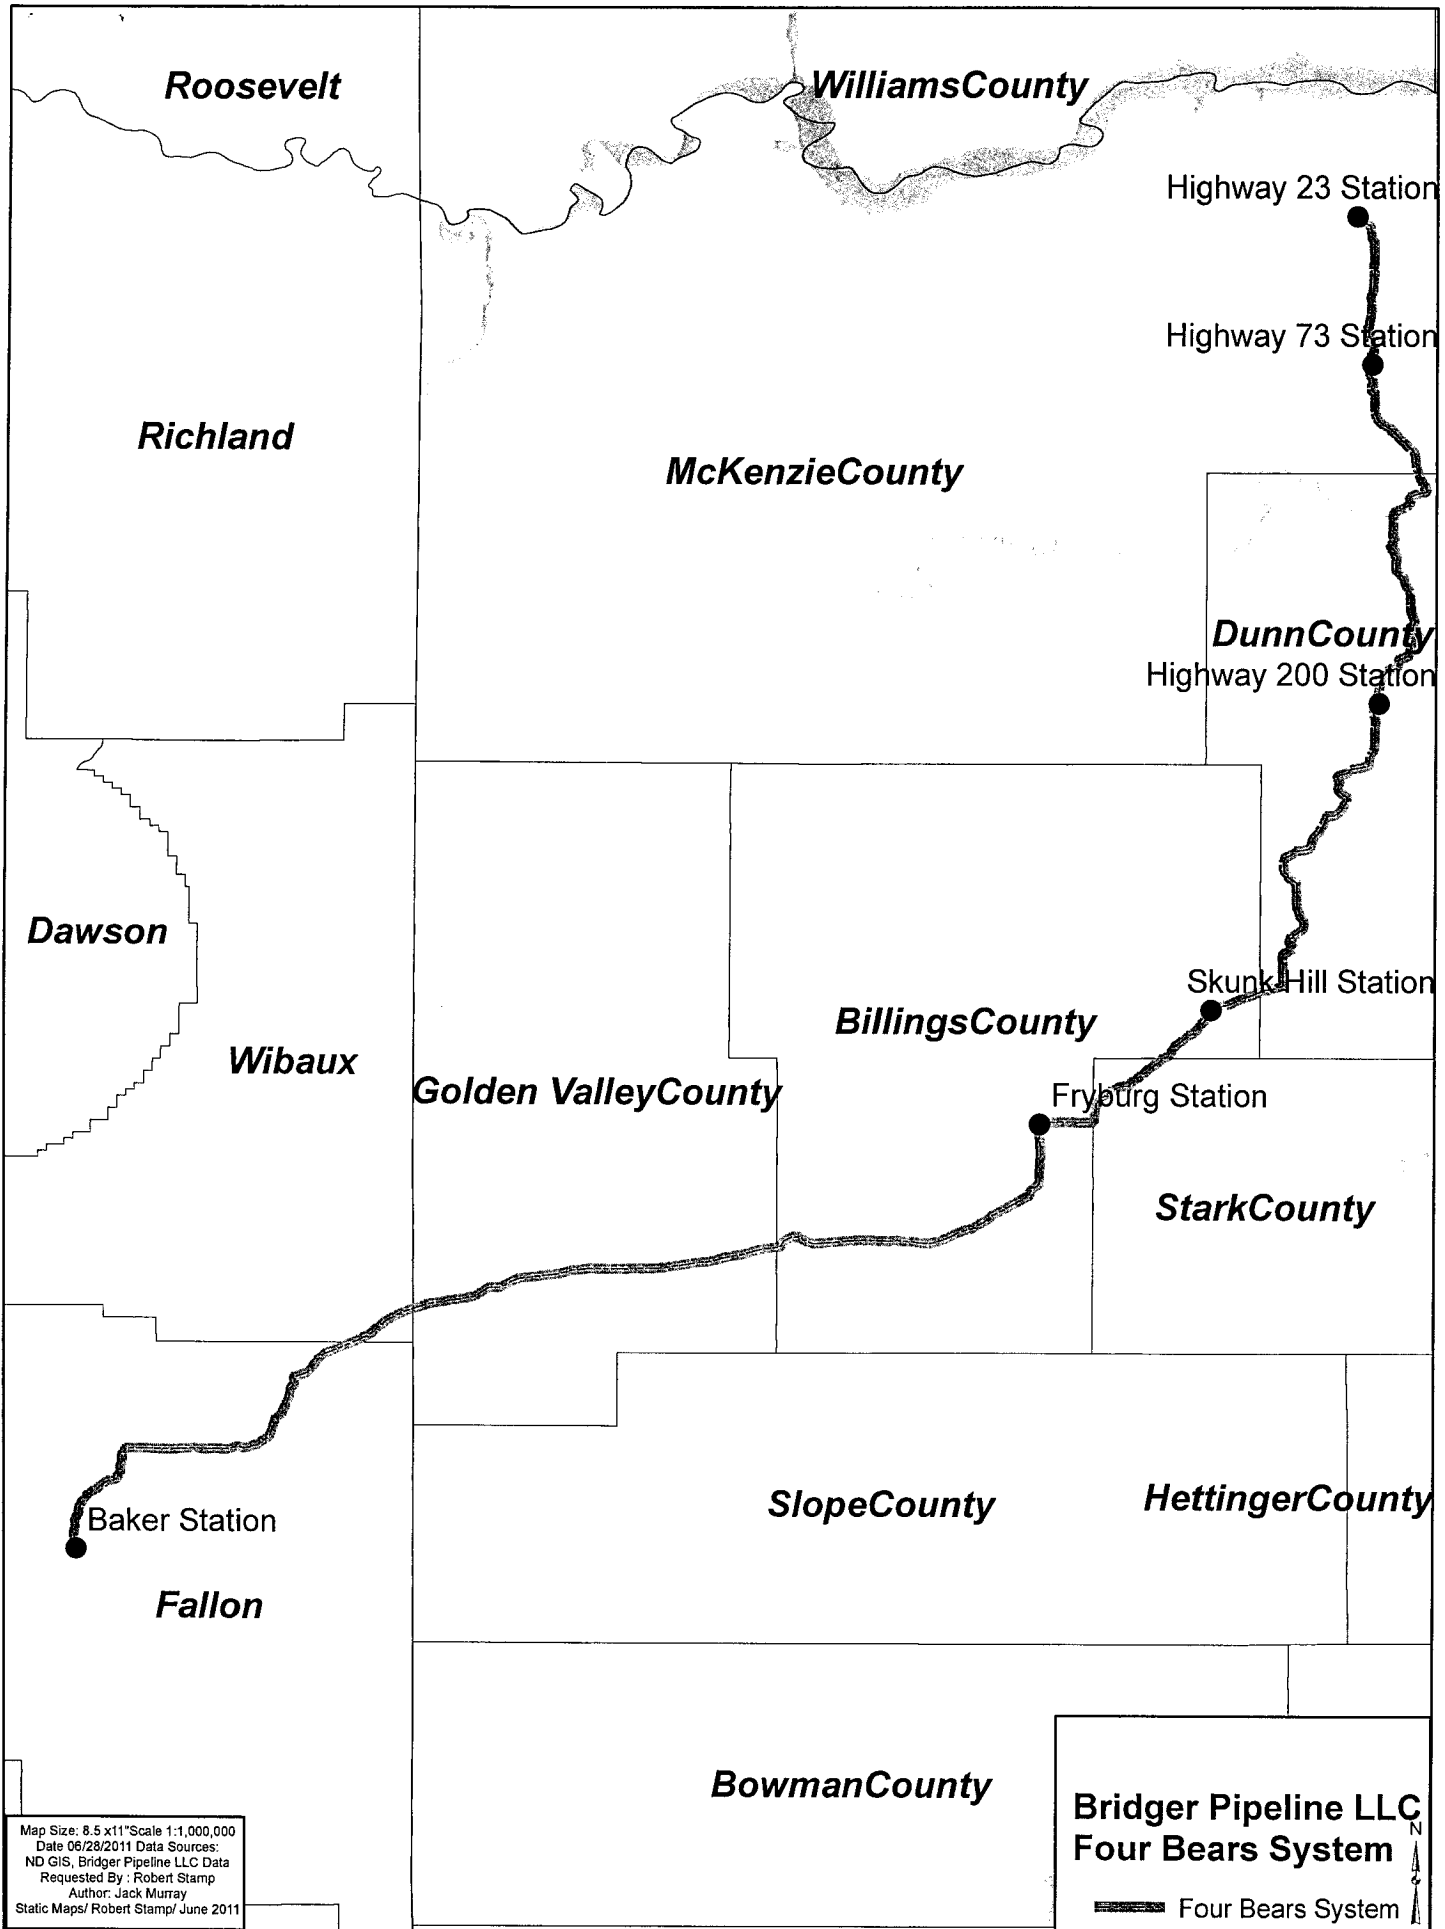 Roosevelt
WilliamsCounty
Highway 23 Station
Highway 73 Station
Richland
McKenzieCounty
DunnCounty
Highway 200 Station
Dawson
Skunk Hill Station
BillingsCounty
Wibaux
Golden ValleyCounty
Fryburg Station
StarkCounty
SlopeCounty
HettingerCounty
Baker Station
Fallon
BowmanCounty
Bridger Pipeline LLC
Four Bears System
N
Four Bears System
Map Size: 8.5 x11"Scale 1:1,000,000
Date 06/28/2011 Data Sources:
ND GIS, Bridger Pipeline LLC Data
Requested By : Robert Stamp
Author: Jack Murray
Static Maps/ Robert Stamp/ June 2011